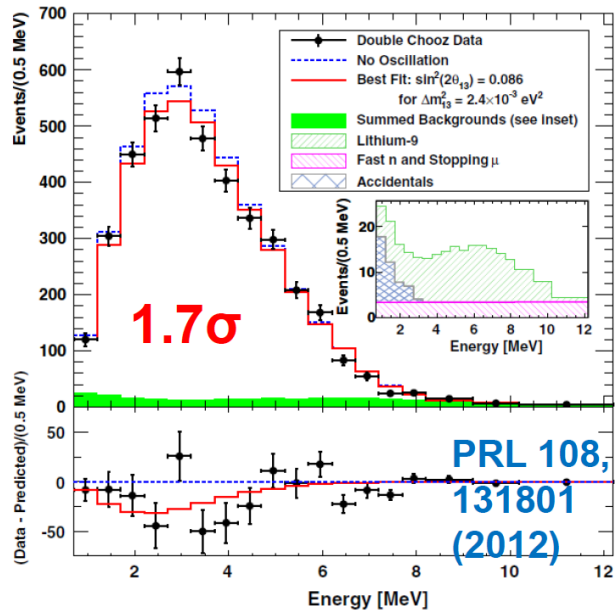 700
600
500
400
300
200
100
0
Events/(0.5 MeV)
Double Chooz Data
No Oscillation
Best Fit: sin²(2θ₁₃) = 0.086
for Δm²₁₃ = 2.4×10⁻³ eV²
Summed Backgrounds (see inset)
Lithium-9
Fast n and Stopping μ
Accidentals
Events/(0.5 MeV)
20
10
0
2 4 6 8 10 12
Energy [MeV]
1.7σ
(Data - Predicted)/(0.5 MeV)
50
0
-50
PRL 108,
131801
(2012)
2 4 6 8 10 12
Energy [MeV]